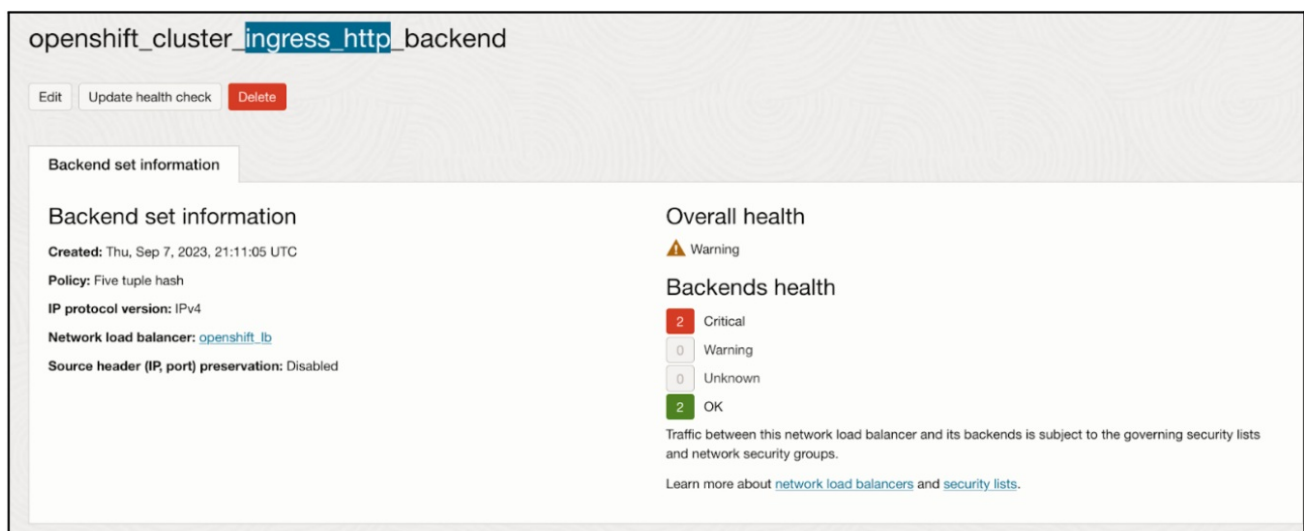 openshift_cluster_ingress_http_backend
Edit Update health check Delete
Backend set information
Backend set information
Created: Thu, Sep 7, 2023, 21:11:05 UTC
Policy: Five tuple hash
IP protocol version: IPv4
Network load balancer: openshift_lb
Source header (IP, port) preservation: Disabled
Overall health
Warning
Backends health
2 Critical
0 Warning
0 Unknown
2 OK
Traffic between this network load balancer and its backends is subject to the governing security lists
and network security groups.
Learn more about network load balancers and security lists.